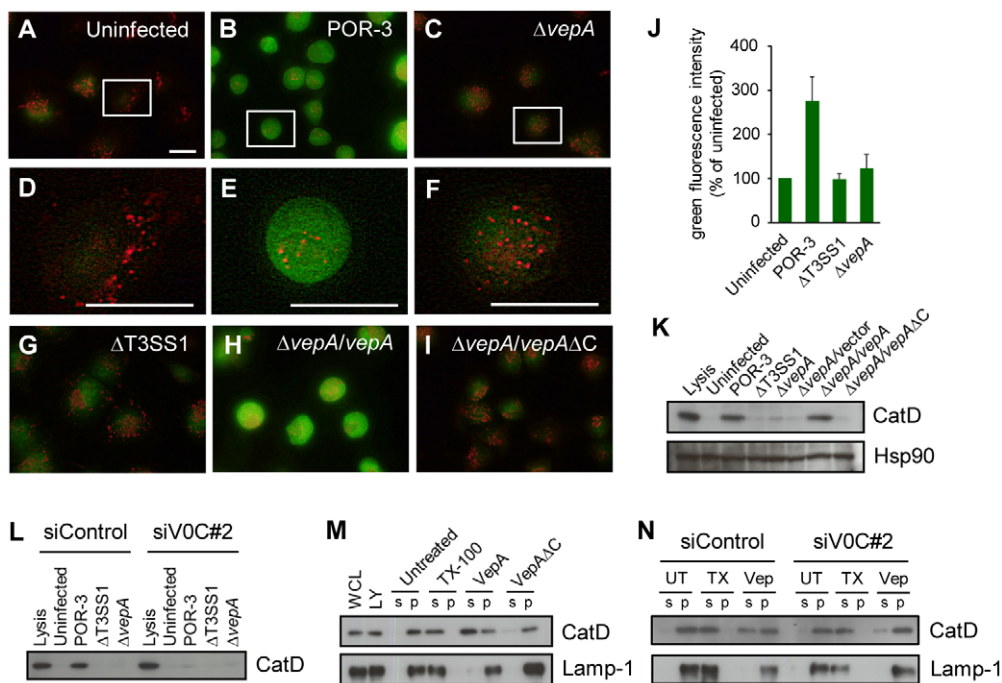 A Uninfected
B POR-3
C ΔvepA
D
E
F
G ΔT3SS1
H ΔvepA/vepA
I ΔvepA/vepAΔC
J
green fluorescence intensity
(% of uninfected)
400
300
200
100
0
Uninfected
POR-3
ΔT3SS1
ΔvepA
K
Lysis
Uninfected
POR-3
ΔT3SS1
ΔvepA
ΔvepA/vector
ΔvepA/vepA
ΔvepA/vepAΔC
CatD
Hsp90
L
siControl siV0C#2
Lysis
Uninfected
POR-3
ΔT3SS1
ΔvepA
Lysis
Uninfected
POR-3
ΔT3SS1
ΔvepA
CatD
M
WCL
LY
Untreated
TX-100
VepA
VepAΔC
s p s p s p s p
CatD
Lamp-1
N
siControl siV0C#2
UT TX Vep UT TX Vep
s p s p s p s p s p s p
CatD
Lamp-1